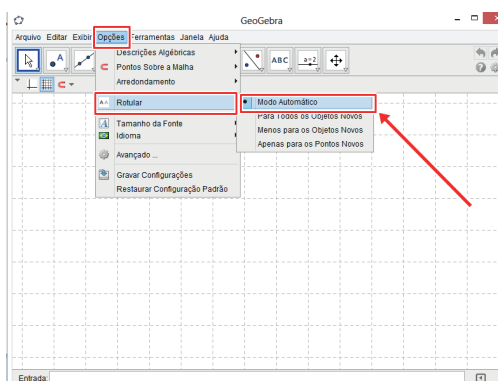 GeoGebra
Arquivo Editar Exibir Opções Ferramentas Janela Ajuda
ABC a=2
Descrições Algébricas
Pontos Sobre a Malha
Arredondamento
AA Rotular
Modo Automático
Para Todos os Objetos Novos
Menos para os Objetos Novos
Apenas para os Pontos Novos
A Tamanho da Fonte
Idioma
Avançado ...
Gravar Configurações
Restaurar Configuração Padrão
Entrada: